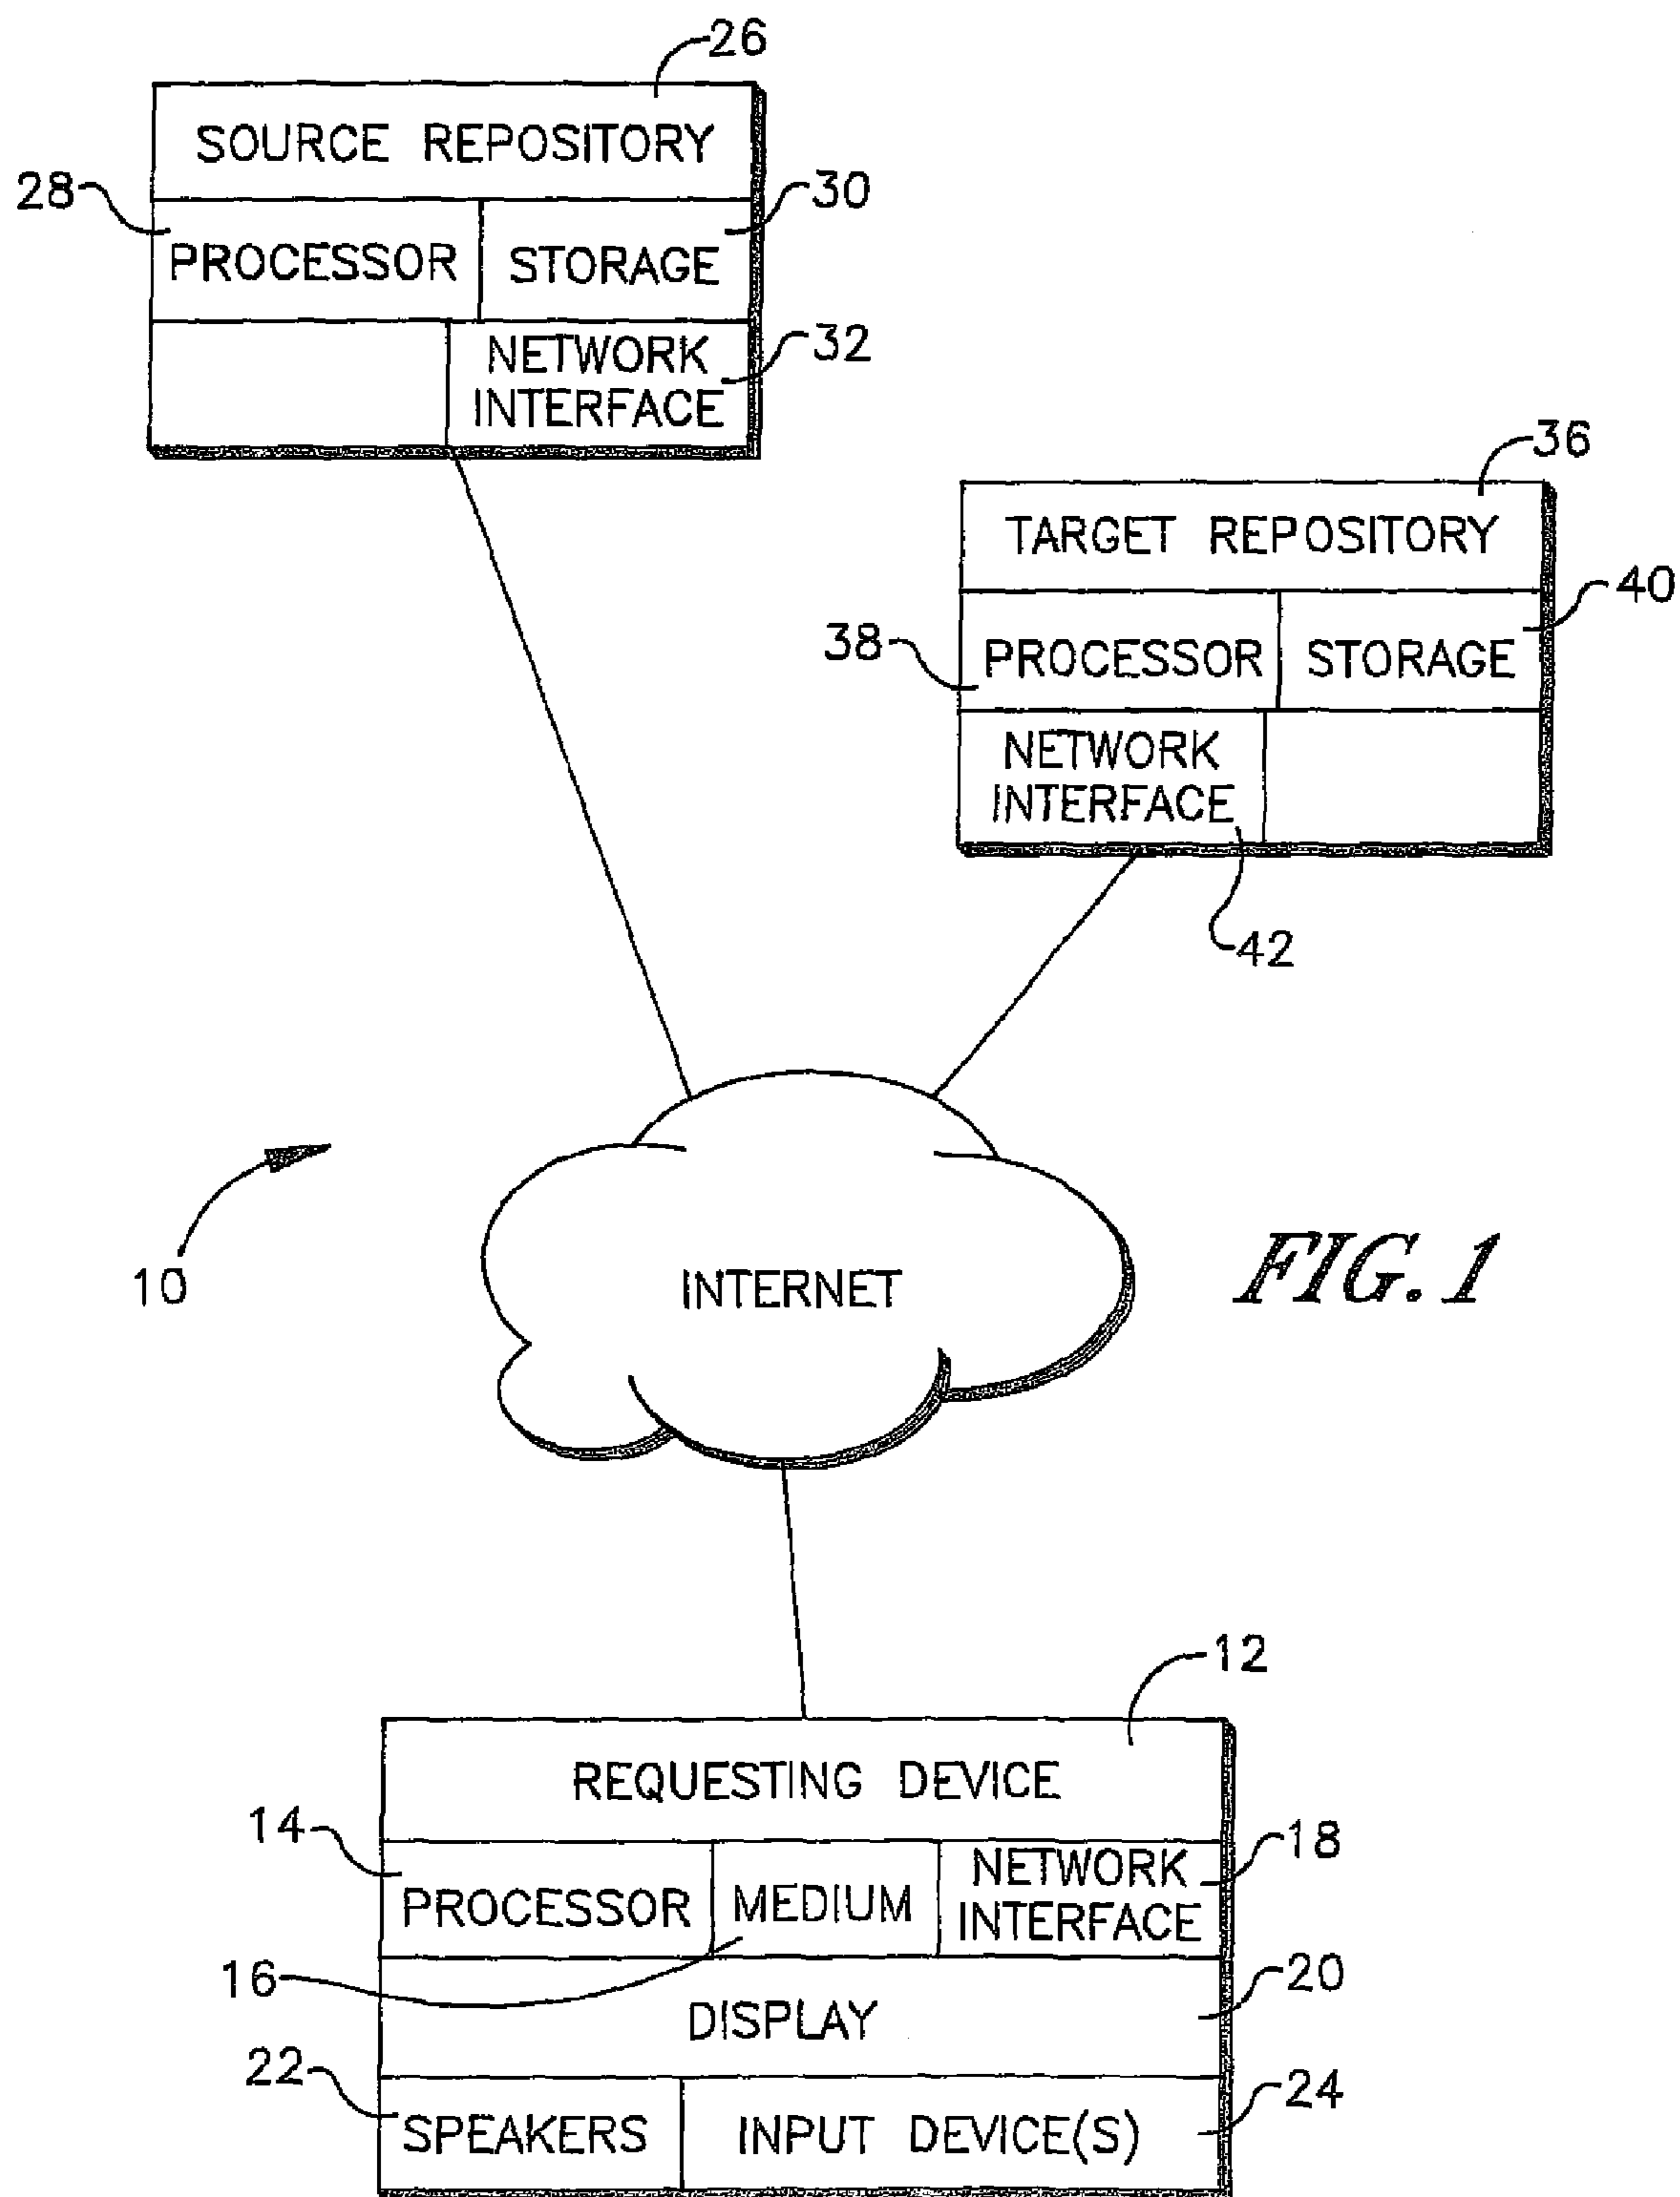 26
SOURCE REPOSITORY
28
30
PROCESSOR
STORAGE
NETWORK
INTERFACE
32
36
TARGET REPOSITORY
40
38
PROCESSOR
STORAGE
NETWORK
INTERFACE
42
10
INTERNET
FIG. 1
12
REQUESTING DEVICE
14
18
PROCESSOR
MEDIUM
NETWORK
INTERFACE
16
20
DISPLAY
22
24
SPEAKERS
INPUT DEVICE(S)